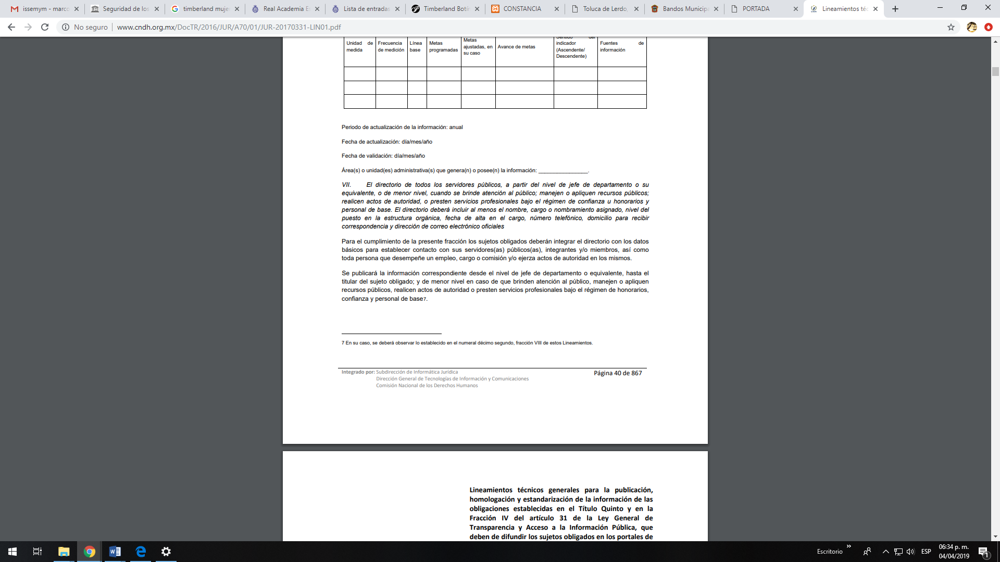 issemym - marco
Seguridad de los
timberland muje
Real Academia Es
Lista de entradas
Timberland Botín
CONSTANCIA
Toluca de Lerdo,
Bandos Municipa
PORTADA
Lineamientos téc
No seguro
www.cndh.org.mx/DocTR/2016/JUR/A70/01/JUR-20170331-LIN01.pdf
Unidad de medida
Frecuencia de medición
Línea base
Metas programadas
Metas ajustadas, en su caso
Avance de metas
Sentido del indicador (Ascendente/ Descendente)
Fuentes de información
Periodo de actualización de la información: anual
Fecha de actualización: día/mes/año
Fecha de validación: día/mes/año
Área(s) o unidad(es) administrativa(s) que genera(n) o posee(n) la información: ________________.
VII. El directorio de todos los servidores públicos, a partir del nivel de jefe de departamento o su
equivalente, o de menor nivel, cuando se brinde atención al público; manejen o apliquen recursos públicos;
realicen actos de autoridad, o presten servicios profesionales bajo el régimen de confianza u honorarios y
personal de base. El directorio deberá incluir al menos el nombre, cargo o nombramiento asignado, nivel del
puesto en la estructura orgánica, fecha de alta en el cargo, número telefónico, domicilio para recibir
correspondencia y dirección de correo electrónico oficiales
Para el cumplimiento de la presente fracción los sujetos obligados deberán integrar el directorio con los datos
básicos para establecer contacto con sus servidores(as) públicos(as), integrantes y/o miembros, así como
toda persona que desempeñe un empleo, cargo o comisión y/o ejerza actos de autoridad en los mismos.
Se publicará la información correspondiente desde el nivel de jefe de departamento o equivalente, hasta el
titular del sujeto obligado; y de menor nivel en caso de que brinden atención al público, manejen o apliquen
recursos públicos, realicen actos de autoridad o presten servicios profesionales bajo el régimen de honorarios,
confianza y personal de base7.
7 En su caso, se deberá observar lo establecido en el numeral décimo segundo, fracción VIII de estos Lineamientos.
Integrado por: Subdirección de Informática Jurídica
Página 40 de 867
Dirección General de Tecnologías de Información y Comunicaciones
Comisión Nacional de los Derechos Humanos
Lineamientos técnicos generales para la publicación,
homologación y estandarización de la información de las
obligaciones establecidas en el Título Quinto y en la
Fracción IV del artículo 31 de la Ley General de
Transparencia y Acceso a la Información Pública, que
deben de difundir los sujetos obligados en los portales de
Escritorio
ESP
06:34 p. m.
04/04/2019
1